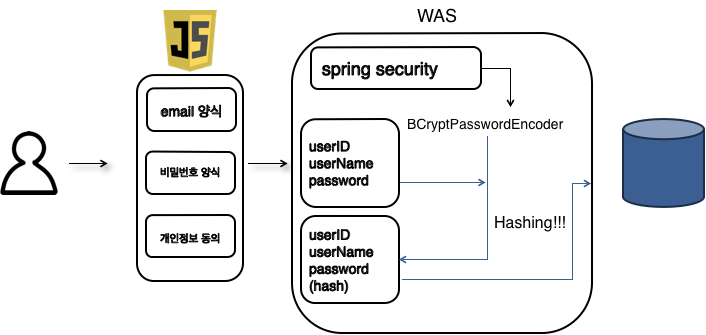 WAS
JS
email 양식
비밀번호 양식
개인정보 동의
spring security
BCryptPasswordEncoder
userID
userName
password
Hashing!!!
userID
userName
password
(hash)